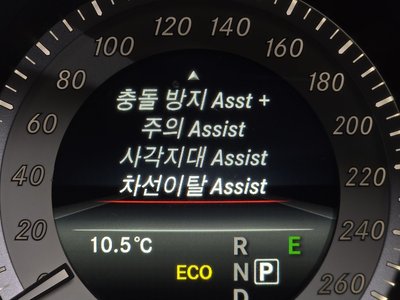 120 140
100 160
80 180
60 200
40 220
20 240
0 260
충돌 방지 Asst +
주의 Assist
사각지대 Assist
차선이탈 Assist
10.5°C R E
ECO N P
D